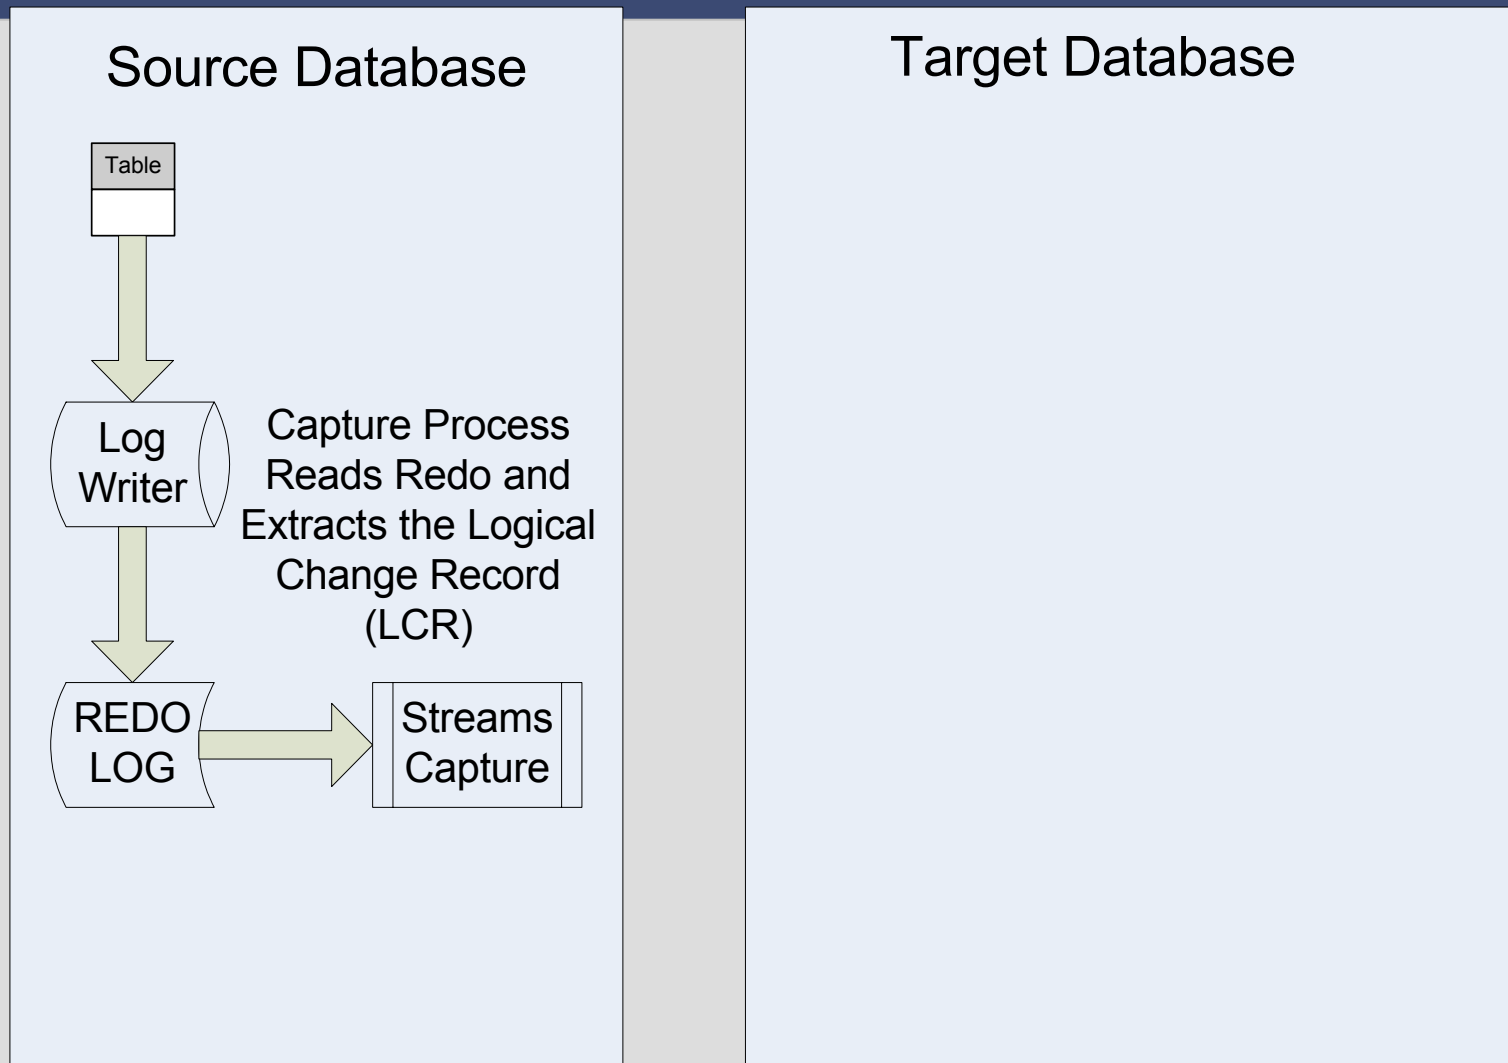 Source Database
Target Database
Table
Log
Writer
Capture Process
Reads Redo and
Extracts the Logical
Change Record
(LCR)
REDO
LOG
Streams
Capture